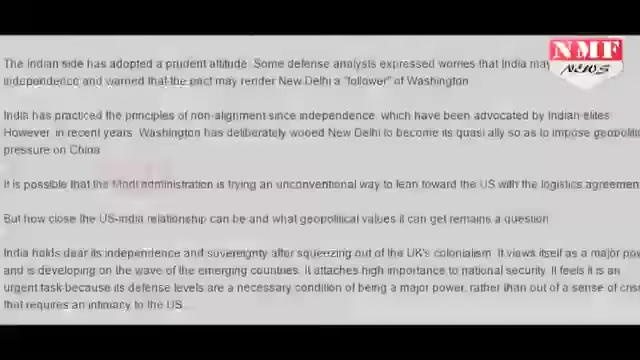 NMF
NEWS
The Indian side has adopted a prudent attitude. Some defense analysts expressed worries that India may
independence and warned that the pact may render New Delhi a "follower" of Washington.
India has practiced the principles of non-alignment since independence, which have been advocated by Indian elites.
However, in recent years, Washington has deliberately wooed New Delhi to become its quasi ally so as to impose
pressure on China.
It is possible that the Modi administration is trying an unconventional way to lean toward the US with the logistics
But how close the US-India relationship can be and what geopolitical values it can get remains a question.
India holds dear its independence and sovereignty after squeezing out of the UK's colonialism. It views itself as a major
and is developing on the wave of the emerging countries. It attaches high importance to national security. It feels it is an
urgent task because its defense levels are a necessary condition of being a major power, rather than out of a sense of
that requires an intimacy to the US.